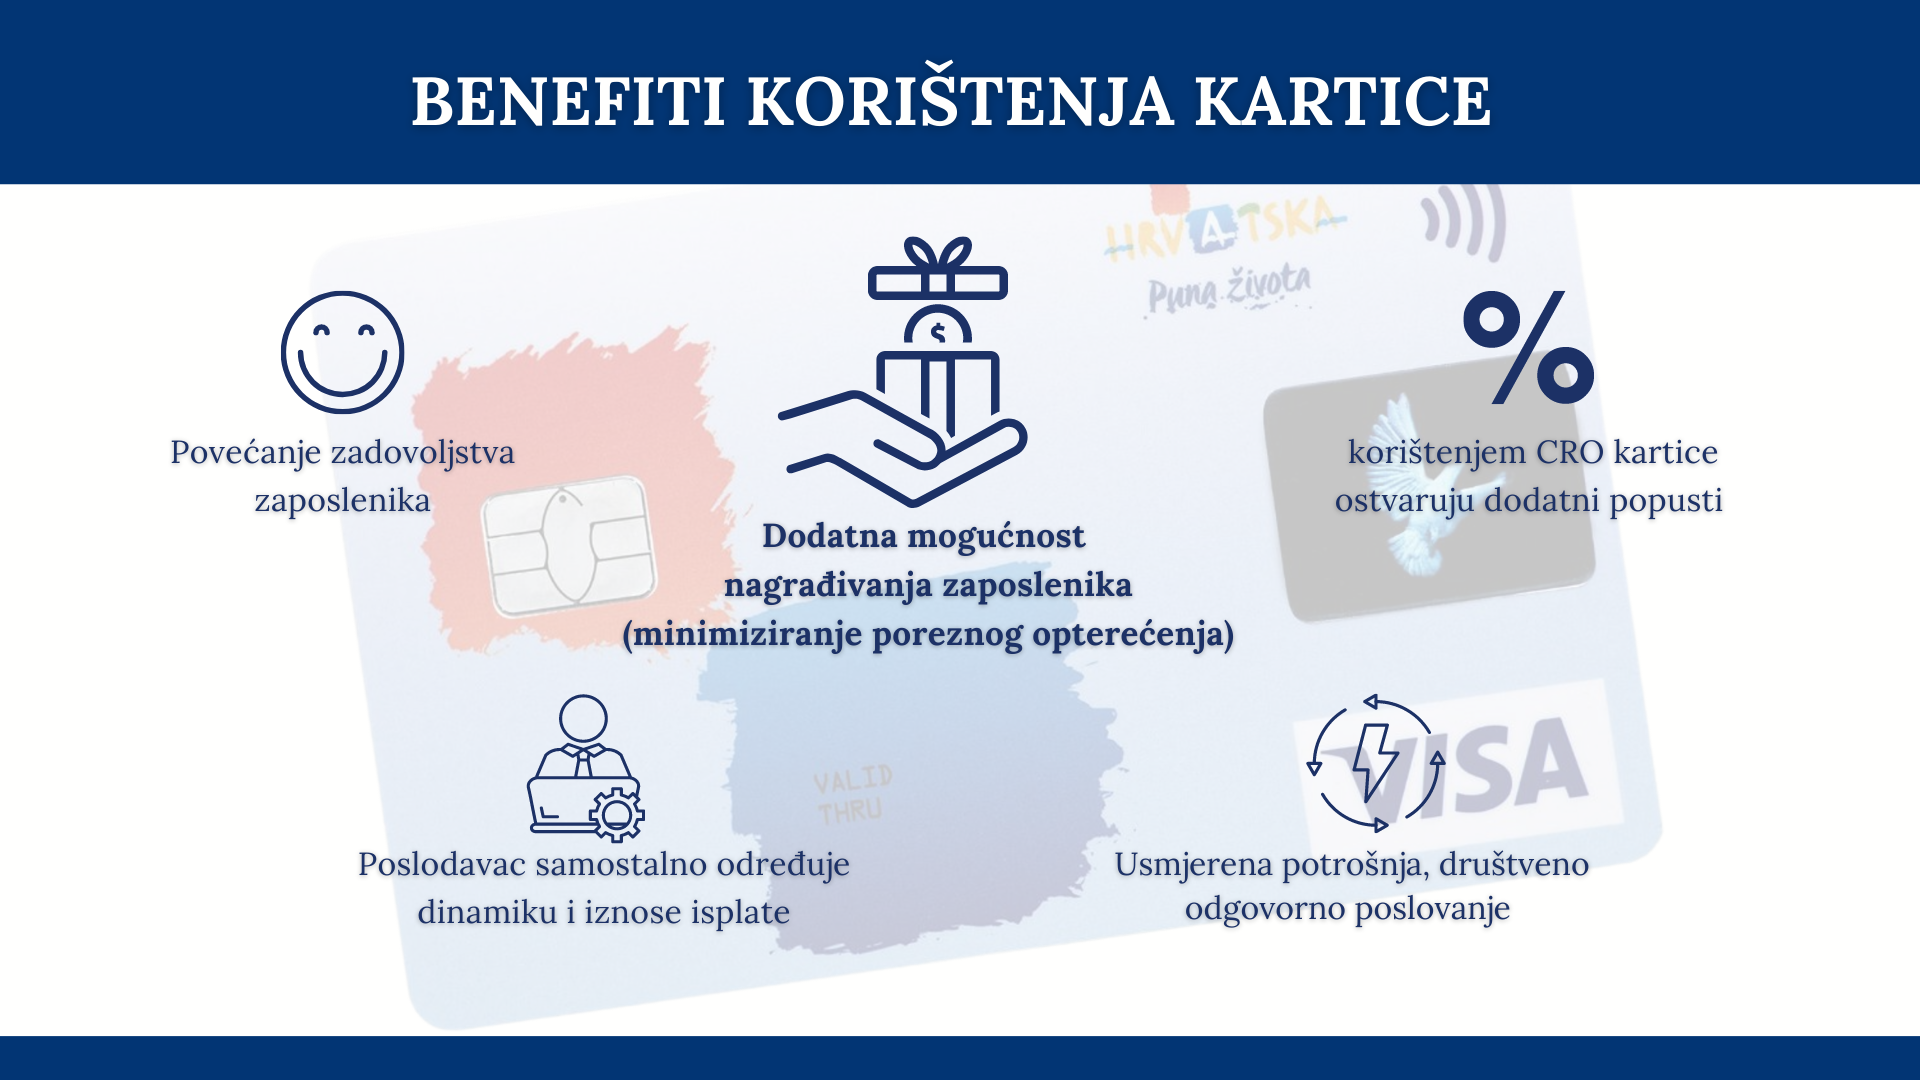 BENEFITI KORIŠTENJA KARTICE
HRVATSKA
Puna života
$
%
Povećanje zadovoljstva
zaposlenika
korištenjem CRO kartice
ostvaruju dodatni popusti
Dodatna mogućnost
nagrađivanja zaposlenika
(minimiziranje poreznog opterećenja)
VISA
VALID
THRU
Poslodavac samostalno određuje
dinamiku i iznose isplate
Usmjerena potrošnja, društveno
odgovorno poslovanje